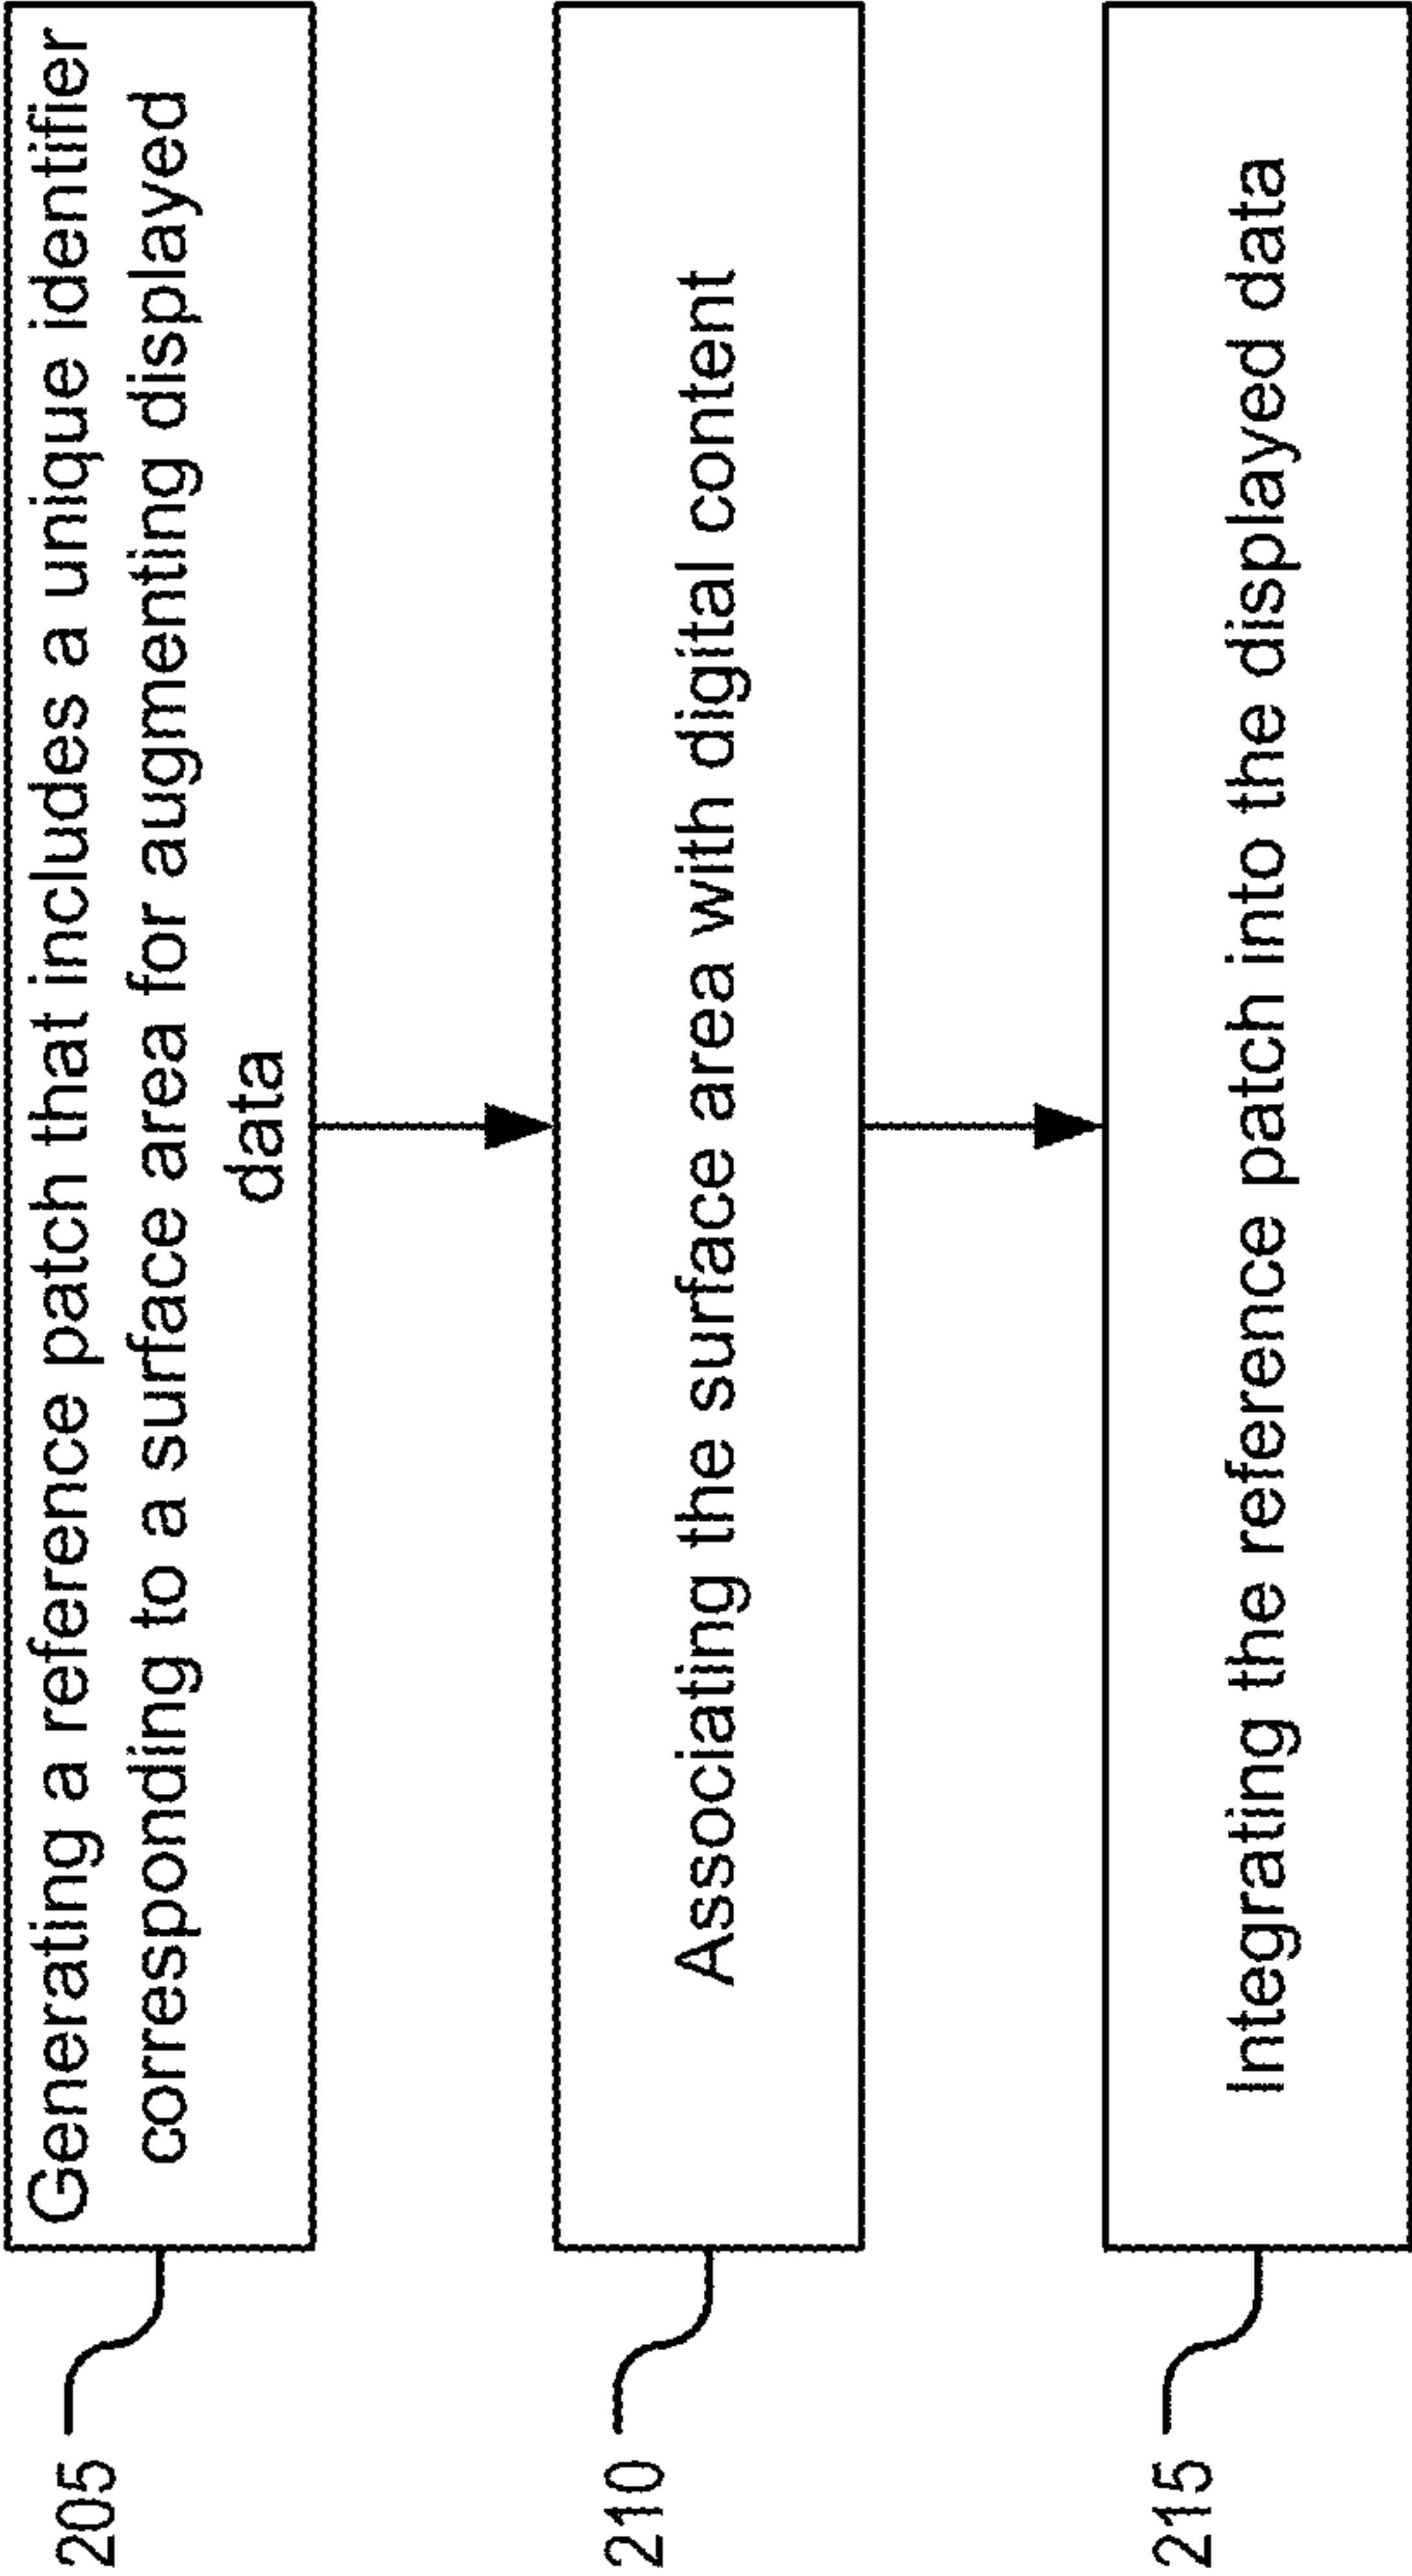 205
Generating a reference patch that includes a unique identifier
corresponding to a surface area for augmenting displayed
data
210
Associating the surface area with digital content
215
Integrating the reference patch into the displayed data